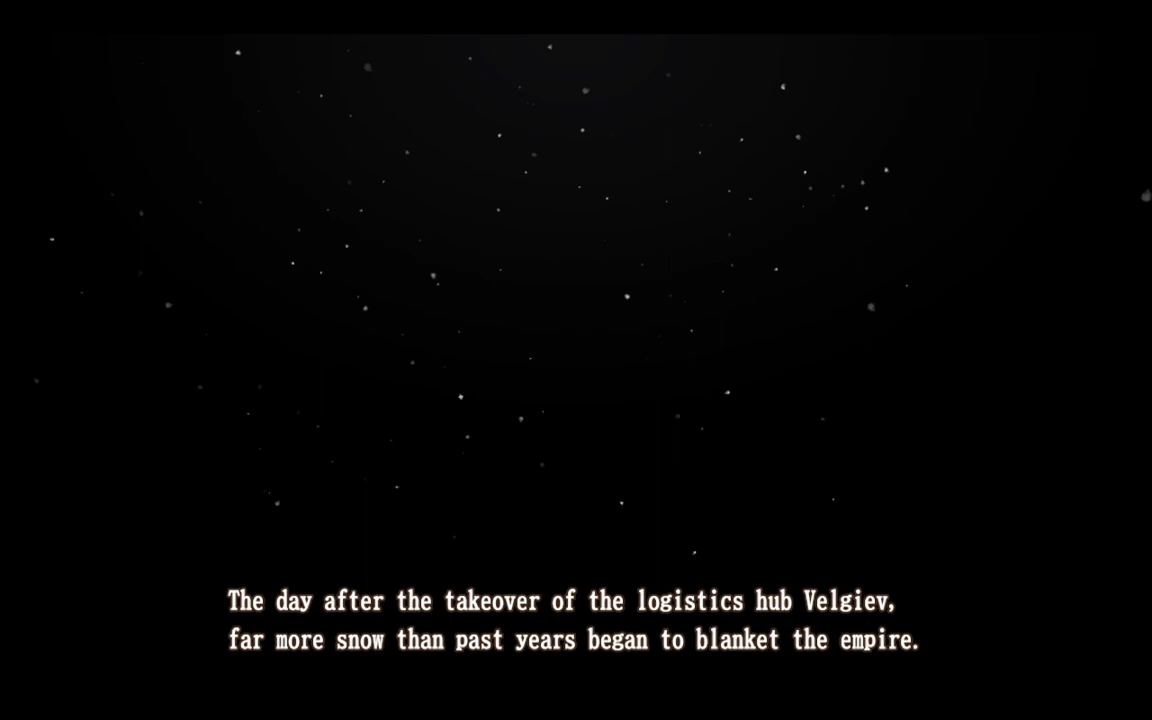 The day after the takeover of the logistics hub Velgiev,
far more snow than past years began to blanket the empire.